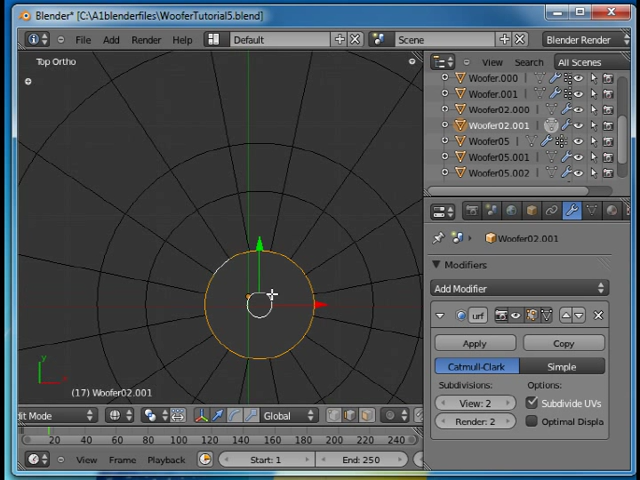 Blender* [C:\A1blenderfiles\WooferTutorial5.blend]
File Add Render Help Default Scene Blender Render
Top Ortho
View Search All Scenes
Woofer.000
Woofer.001
Woofer02.000
Woofer02.001
Woofer05
Woofer05.001
Woofer05.002
Woofer02.001
Modifiers
Add Modifier
urf
Apply Copy
Catmull-Clark Simple
Subdivisions: Options:
View: 2 Subdivide UVs
Render: 2 Optimal Displa
y
(17) Woofer02.001
dit Mode Global
20 40 60 80 100 120 140 160 180 200 220 240
View Frame Playback Start: 1 End: 250